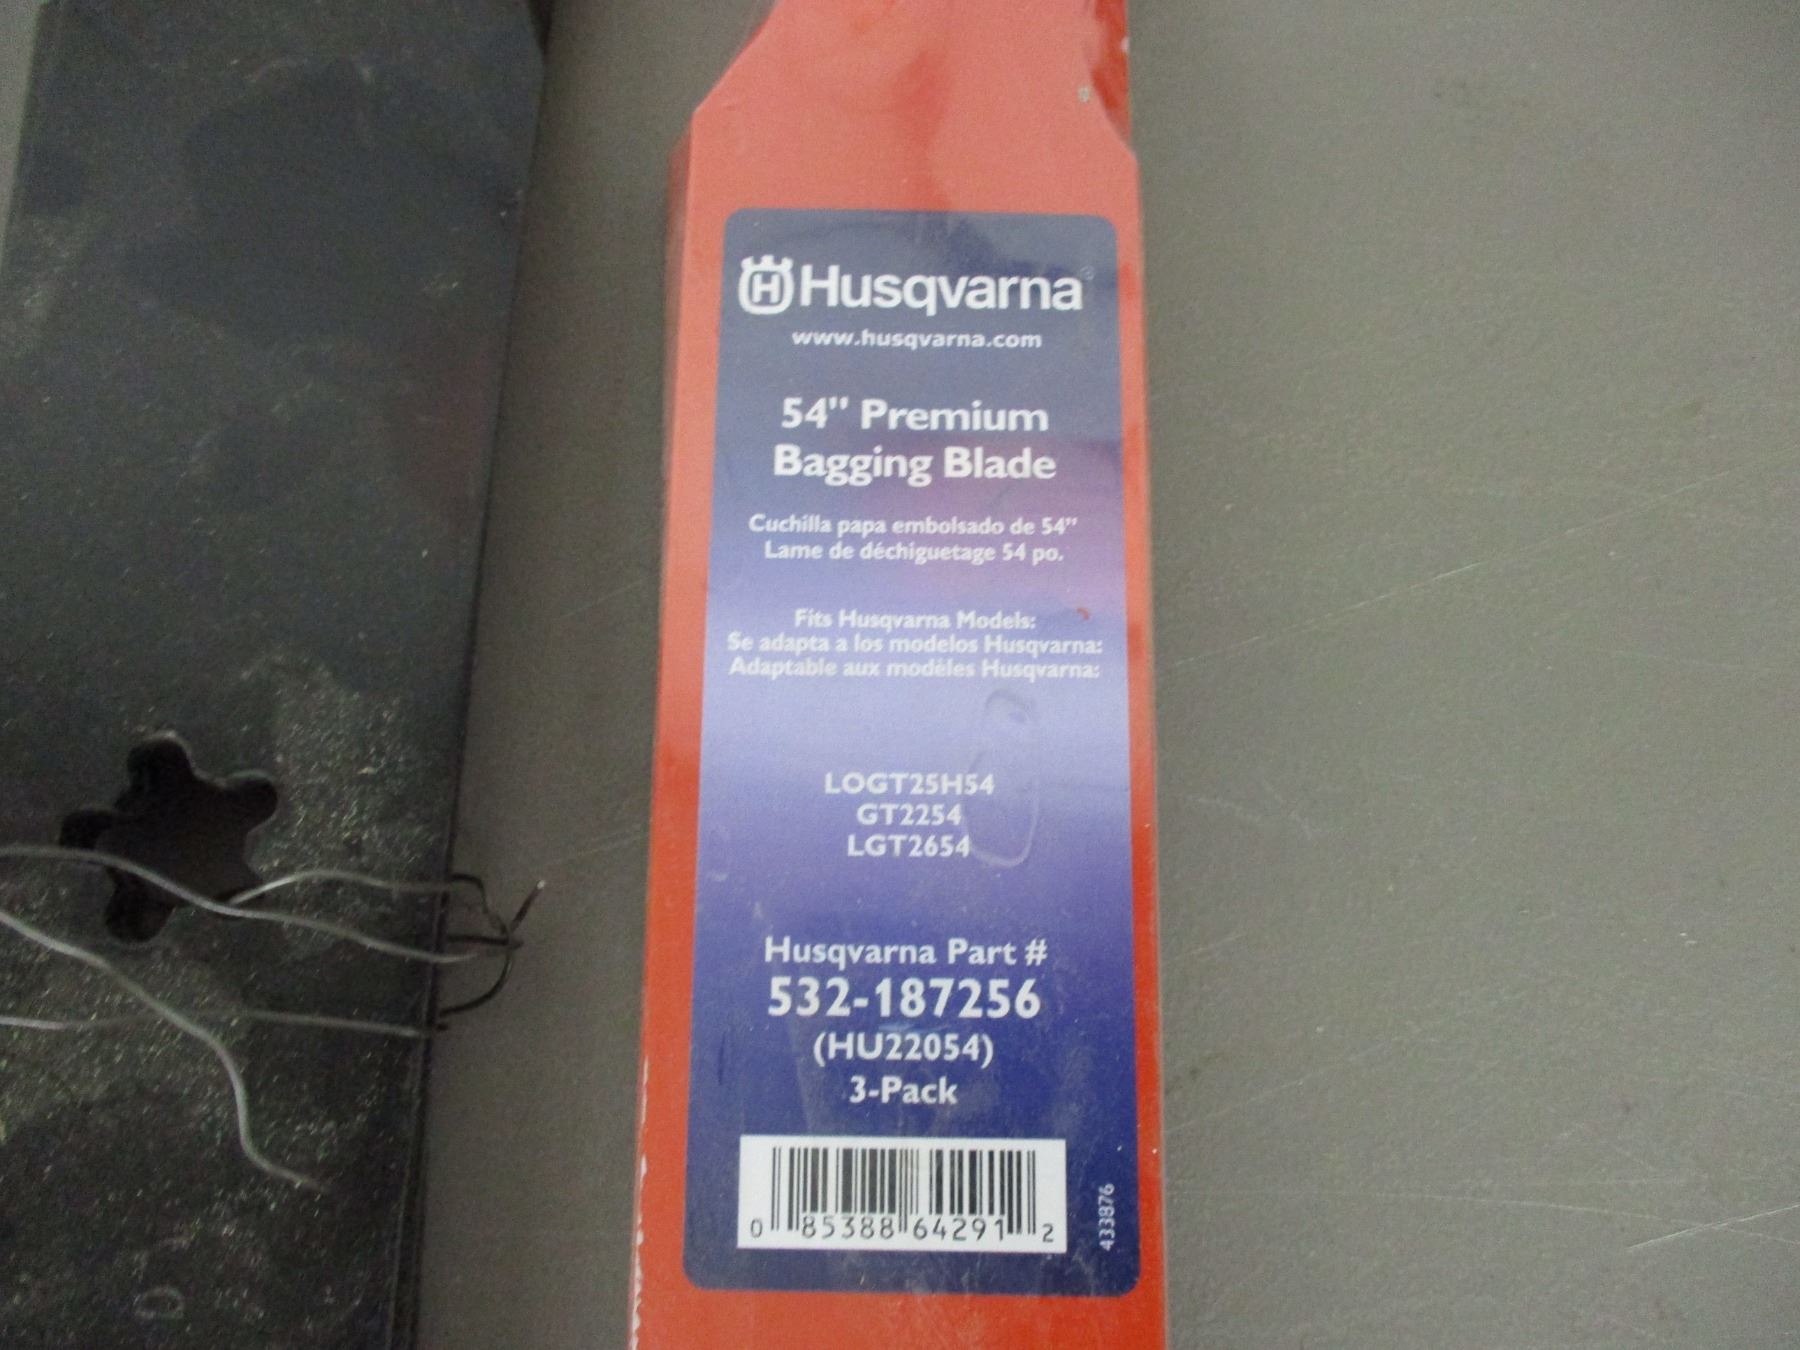 Husqvarna
www.husqvarna.com
54" Premium
Bagging Blade
Cuchilla papa embolsado de 54"
Lame de déchiguetage 54 po.
Fits Husqvarna Models:
Se adapta a los modelos Husqvarna:
Adaptable aux modèles Husqvarna:
LOGT25H54
GT2254
LGT2654
Husqvarna Part #
532-187256
(HU22054)
3-Pack
0 85388 64291 2
433876